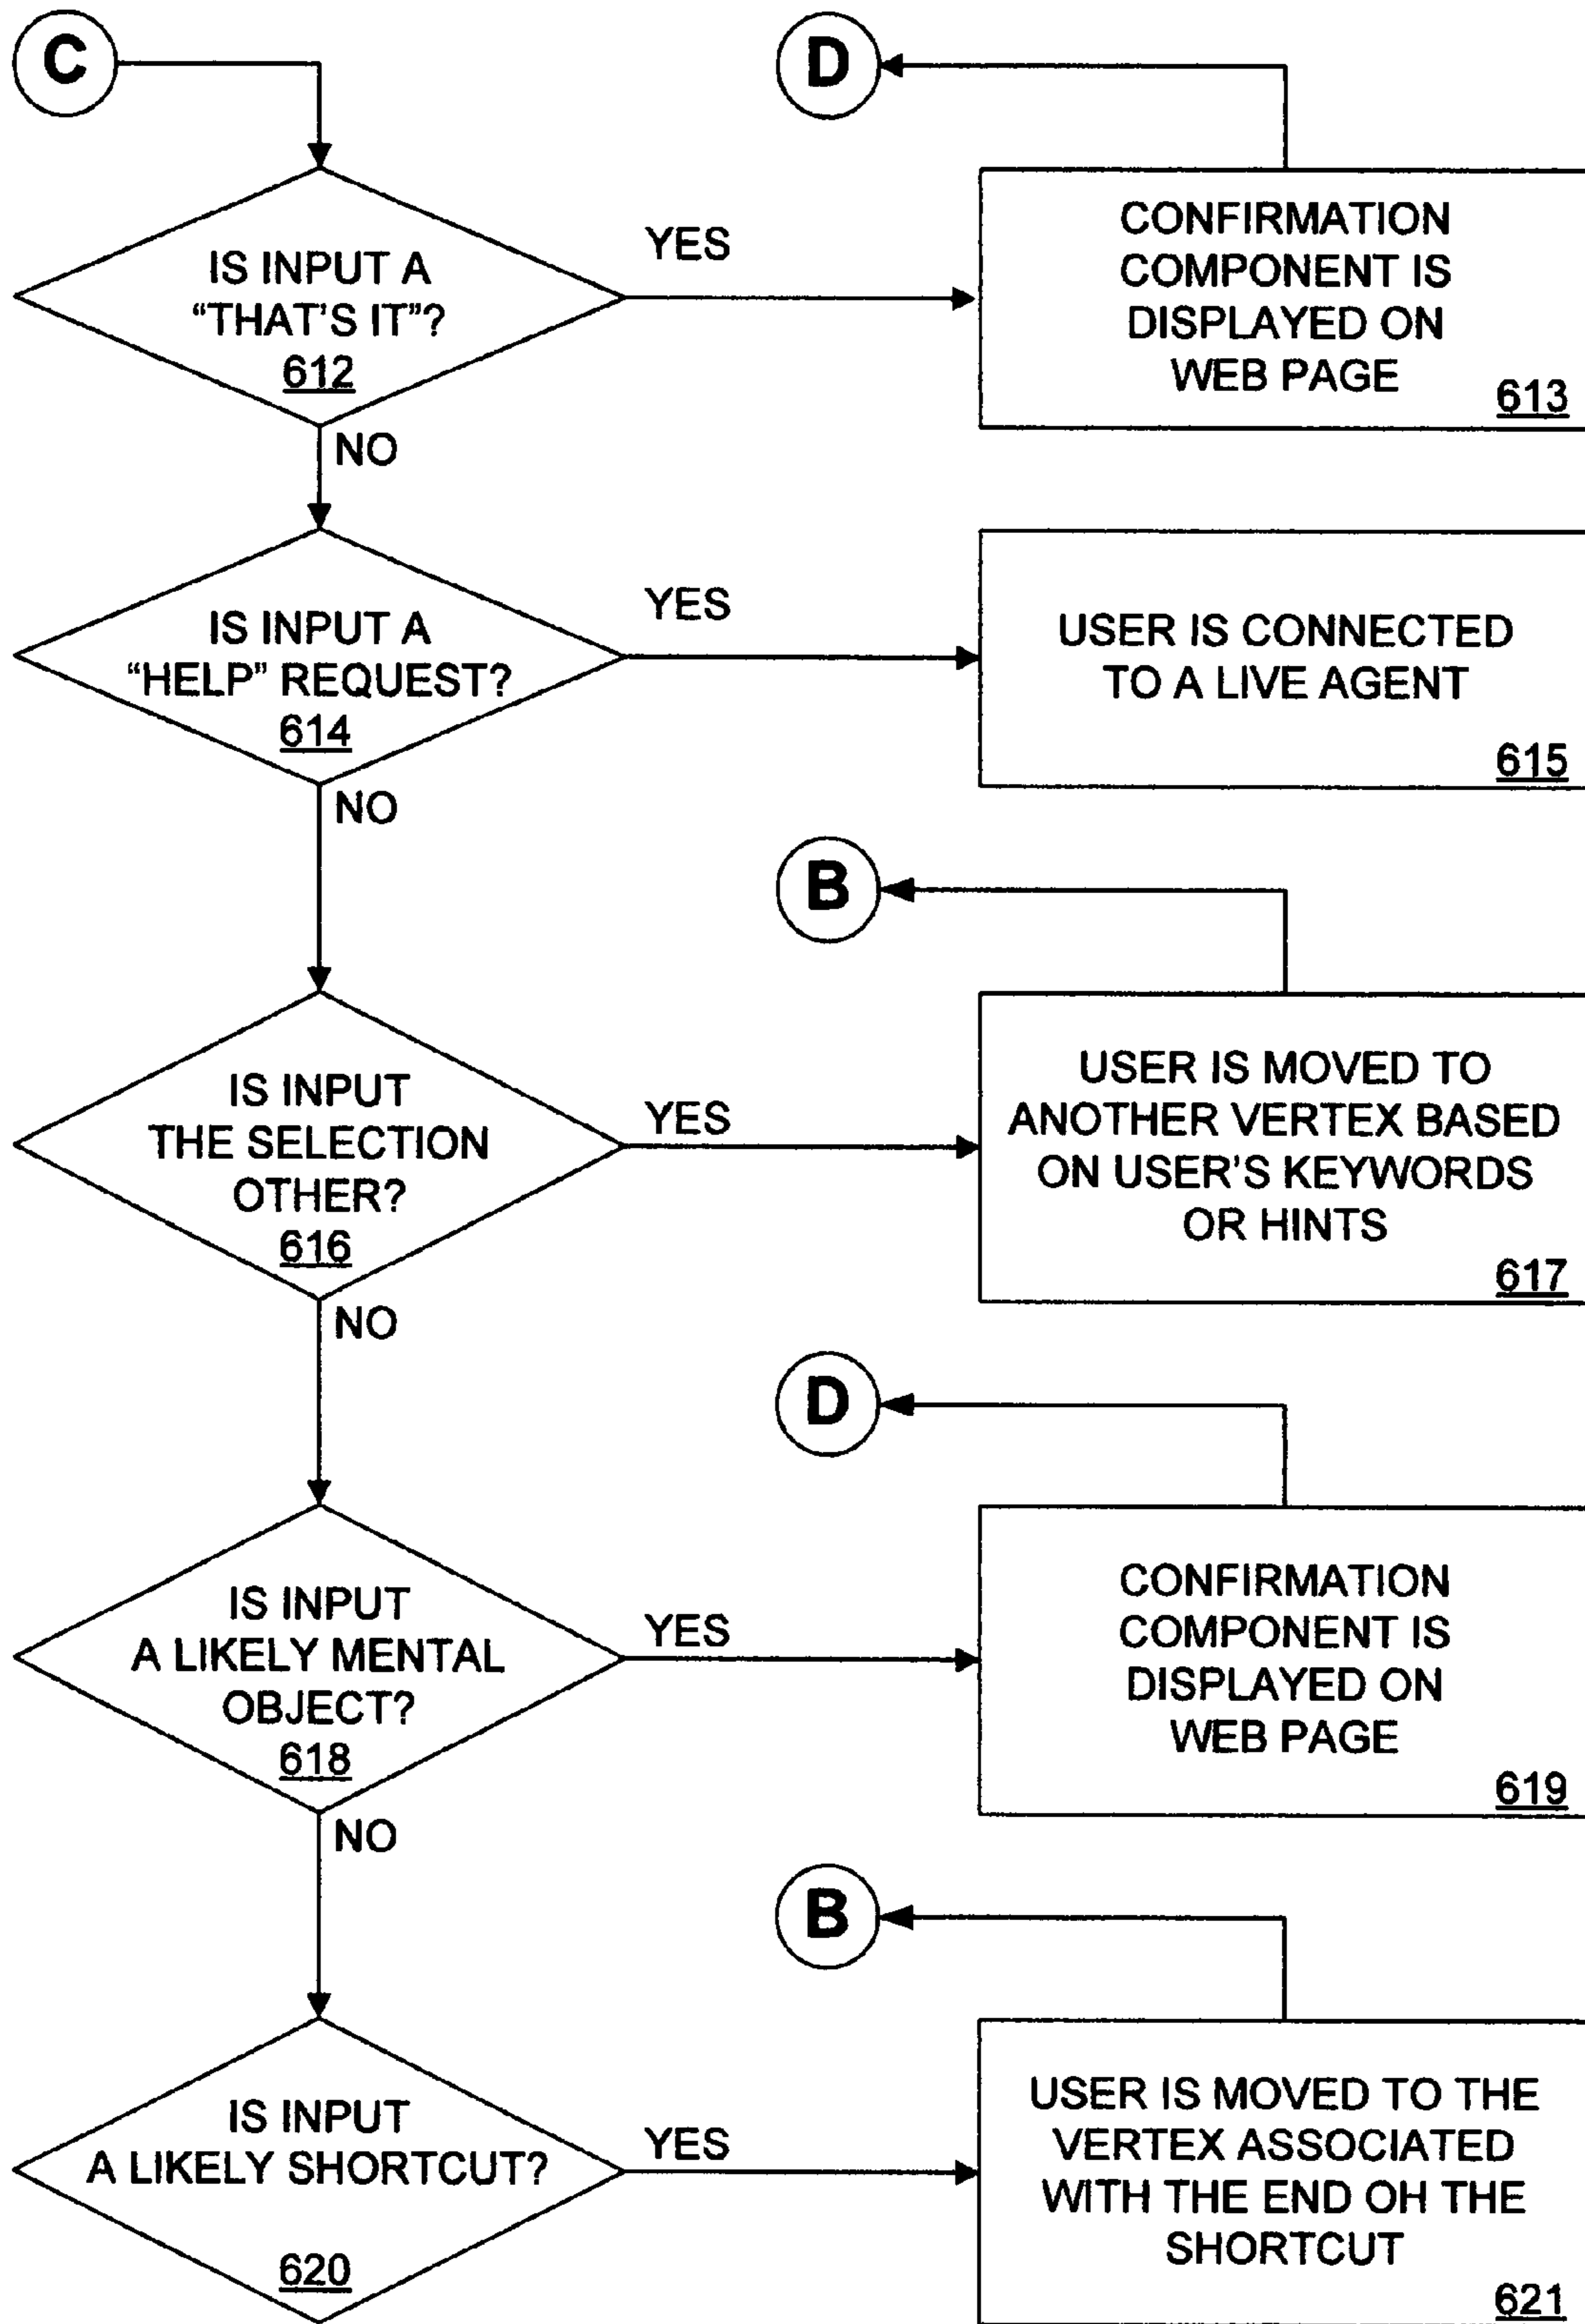 C
D
IS INPUT A
“THAT'S IT”?
612
YES
CONFIRMATION
COMPONENT IS
DISPLAYED ON
WEB PAGE
613
NO
IS INPUT A
“HELP” REQUEST?
614
YES
USER IS CONNECTED
TO A LIVE AGENT
615
NO
B
IS INPUT
THE SELECTION
OTHER?
616
YES
USER IS MOVED TO
ANOTHER VERTEX BASED
ON USER'S KEYWORDS
OR HINTS
617
NO
D
IS INPUT
A LIKELY MENTAL
OBJECT?
618
YES
CONFIRMATION
COMPONENT IS
DISPLAYED ON
WEB PAGE
619
NO
B
IS INPUT
A LIKELY SHORTCUT?
620
YES
USER IS MOVED TO THE
VERTEX ASSOCIATED
WITH THE END OH THE
SHORTCUT
621